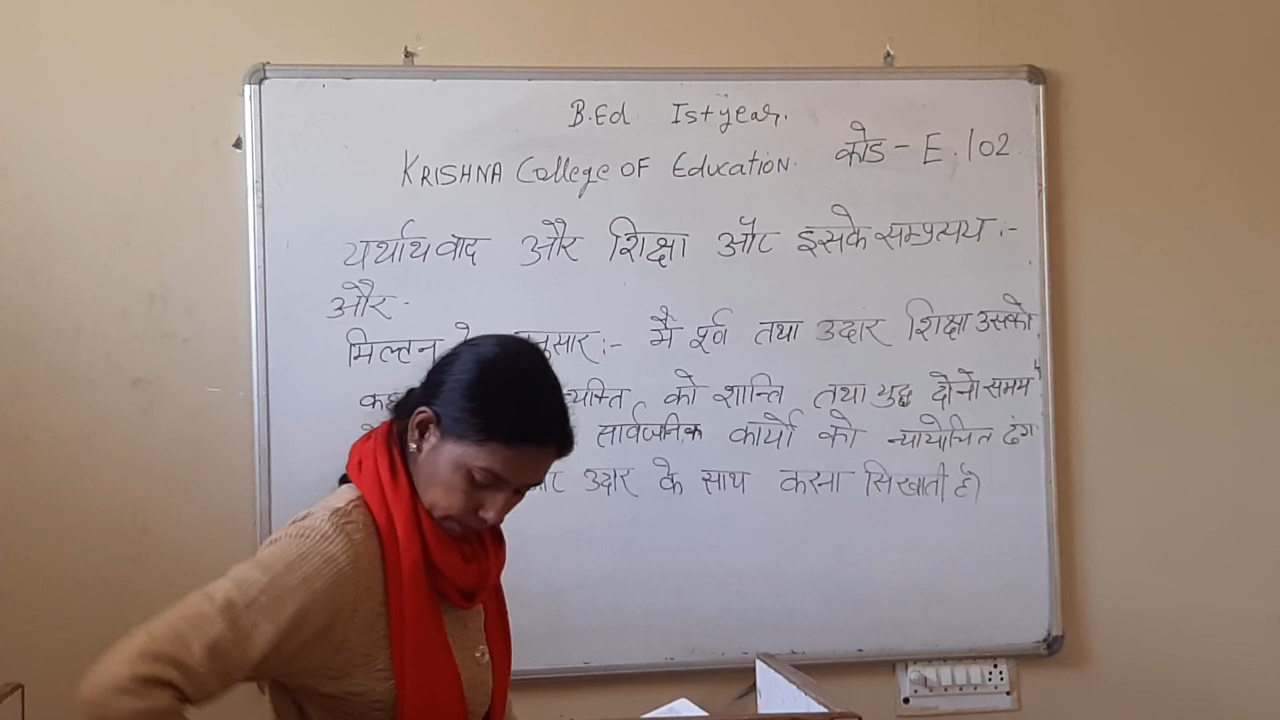 B.Ed. Ist year.
KRISHNA College OF Education. कोड - E.102
यर्थाथवाद और शिक्षा और इसके सम्प्रत्यय :-
और.
मिल्टन नुसार :- मै पूर्व तथा उदार शिक्षा उसको
को शान्ति तथा युद्ध दोनो समय
सार्वजनिक कार्यो को न्यायोचित ढंग
उदार के साथ करना सिखाती है।